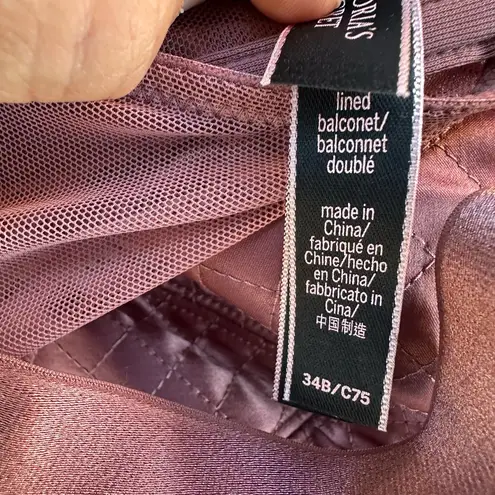 lined
balconet/
balconnet
doublé
made in
China/
fabriqué en
Chine/hecho
en China/
fabbricato in
Cina/
中国制造
34B/C75